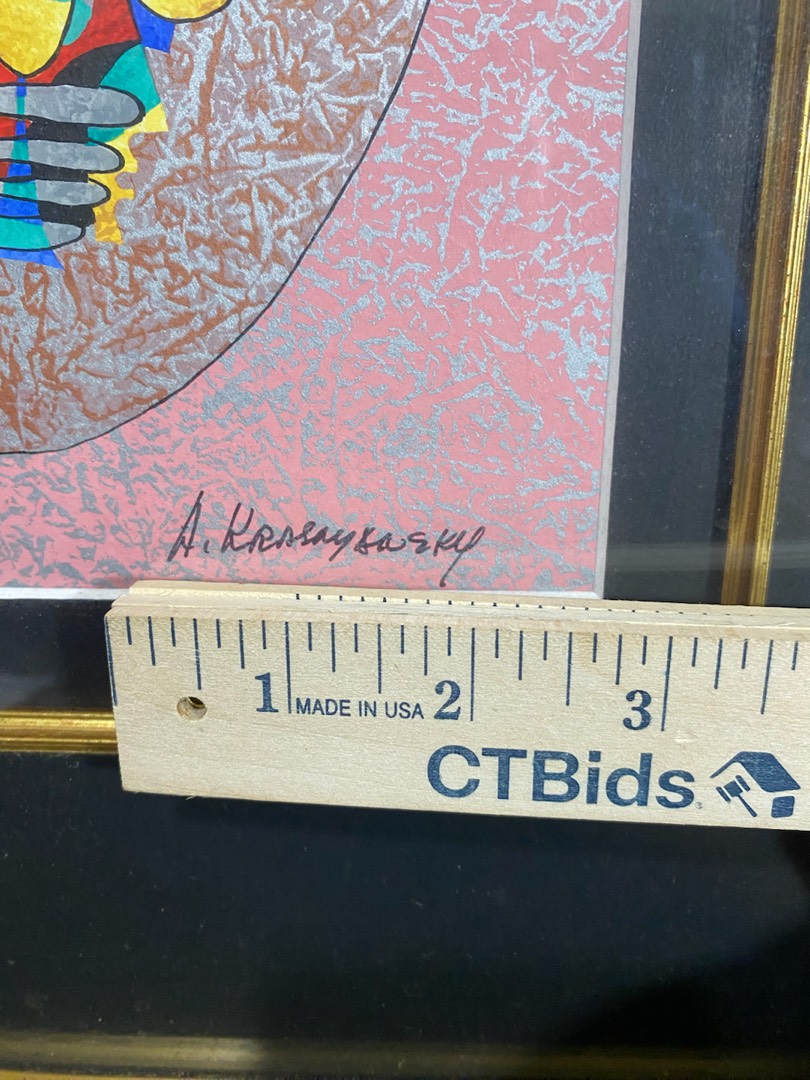 A. Krasnyansky
1 MADE IN USA 2 3
CTBids